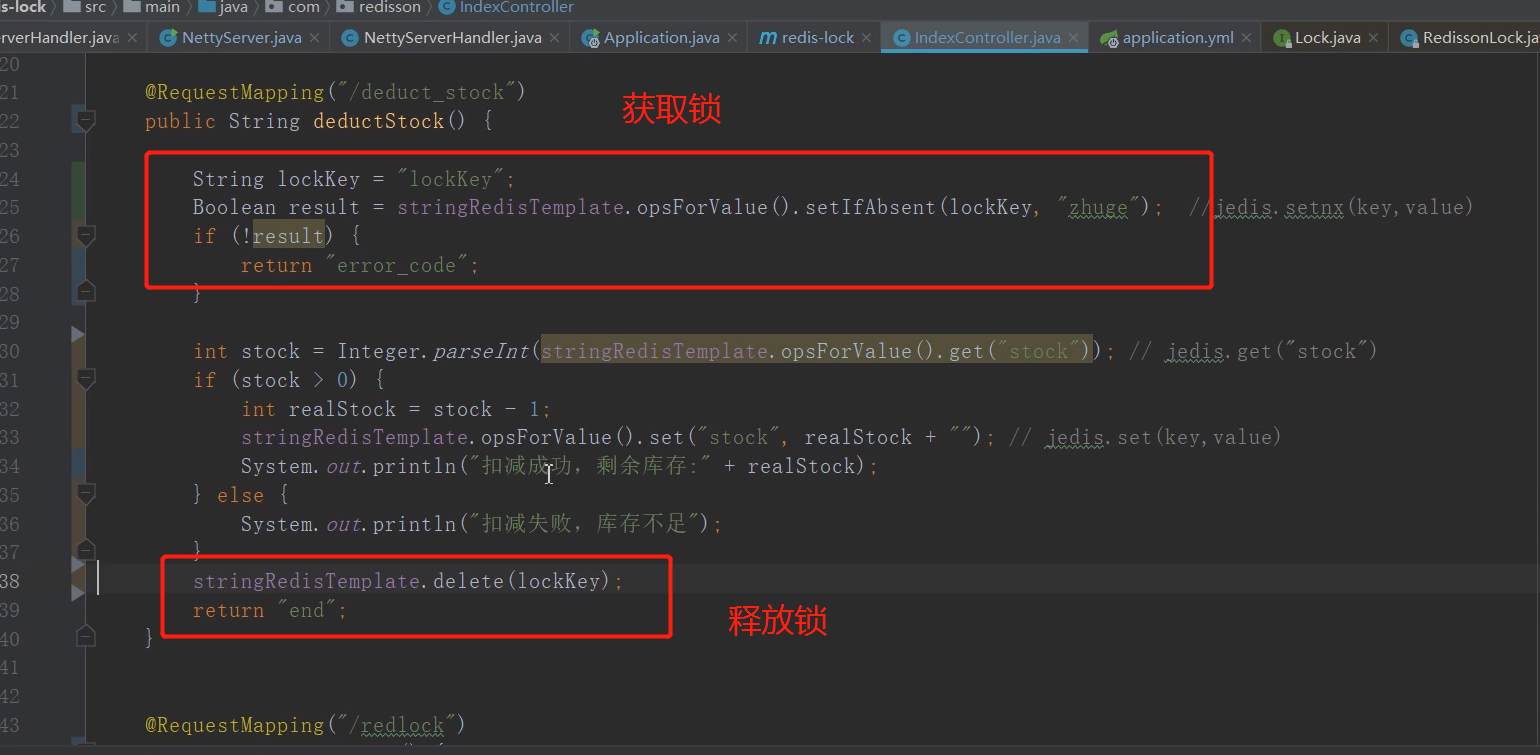 is-lock src main java com redisson IndexController
erverHandler.java NettyServer.java NettyServerHandler.java Application.java redis-lock IndexController.java application.yml Lock.java RedissonLock.ja
20
21 @RequestMapping("/deduct_stock")
获取锁
22 public String deductStock() {
23
24 String lockKey = "lockKey";
25 Boolean result = stringRedisTemplate.opsForValue().setIfAbsent(lockKey, "zhuge"); //jedis.setnx(key,value)
26 if (!result) {
27 return "error_code";
28 }
29
30 int stock = Integer.parseInt(stringRedisTemplate.opsForValue().get("stock")); // jedis.get("stock")
31 if (stock > 0) {
32 int realStock = stock - 1;
33 stringRedisTemplate.opsForValue().set("stock", realStock + ""); // jedis.set(key,value)
34 System.out.println("扣减成功，剩余库存:" + realStock);
35 } else {
36 System.out.println("扣减失败，库存不足");
37 }
38 stringRedisTemplate.delete(lockKey);
39 return "end";
释放锁
40 }
41
42
43 @RequestMapping("/redlock")